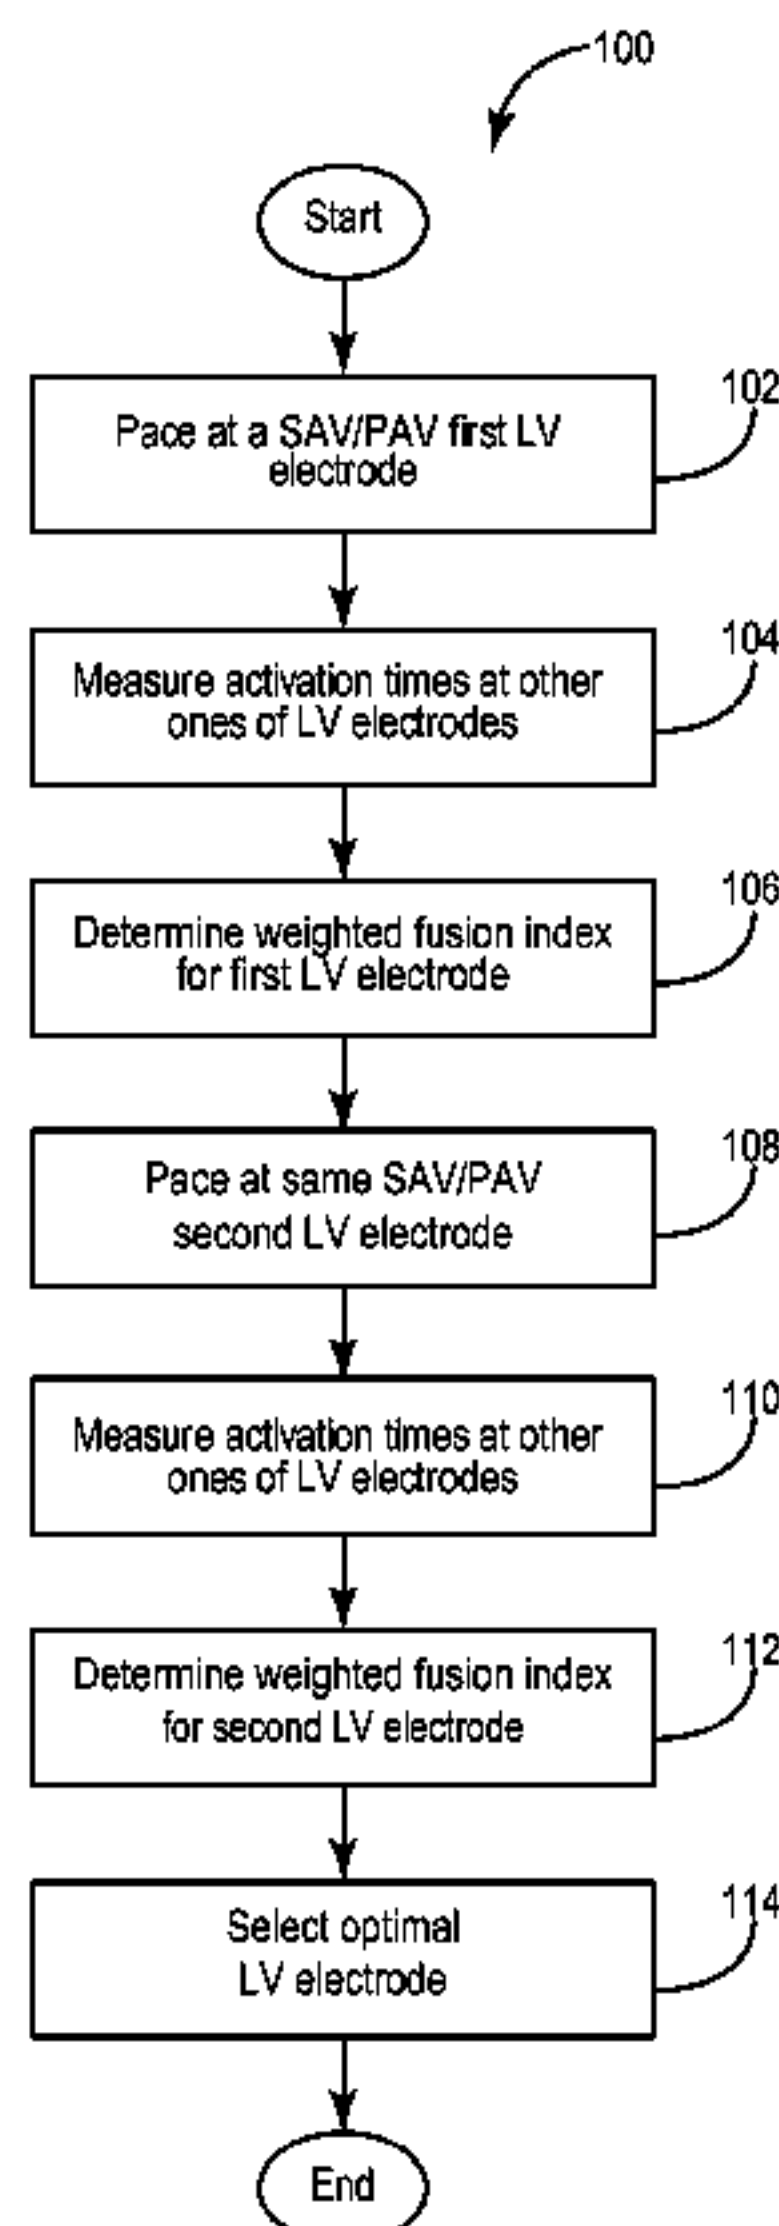 100
Start
Pace at a SAV/PAV first LV
electrode
102
Measure activation times at other
ones of LV electrodes
104
Determine weighted fusion index
for first LV electrode
106
Pace at same SAV/PAV
second LV electrode
108
Measure activation times at other
ones of LV electrodes
110
Determine weighted fusion index
for second LV electrode
112
Select optimal
LV electrode
114
End